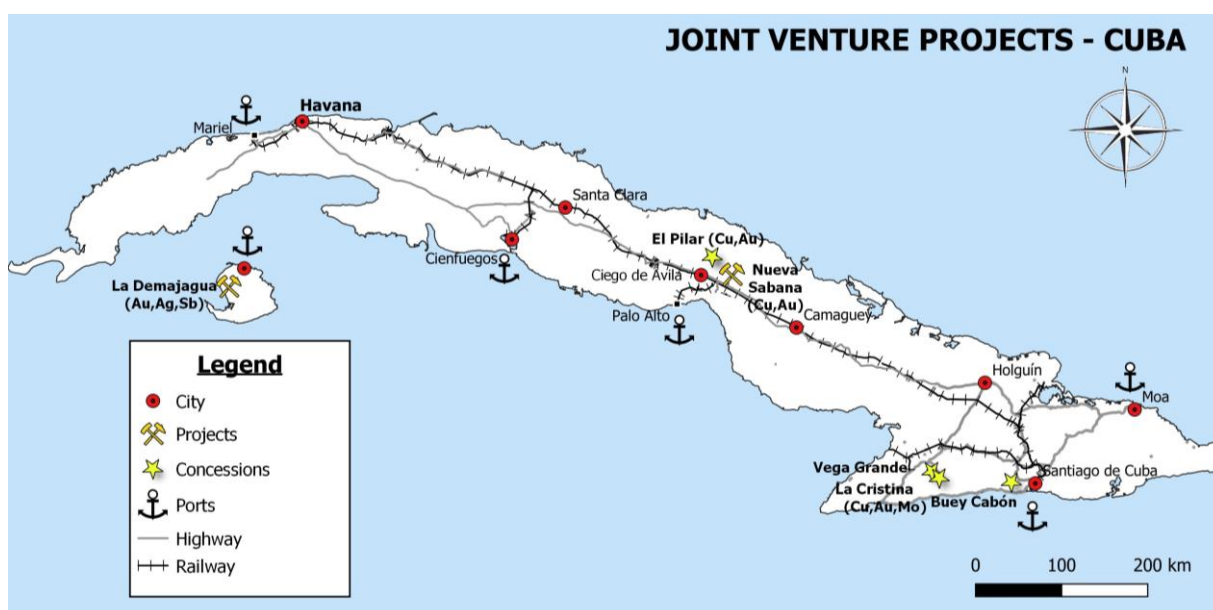 JOINT VENTURE PROJECTS - CUBA
N
Havana
Mariel
Santa Clara
El Pilar (Cu,Au)
Cienfuegos
Ciego de Ávila
Nueva
Sabana
(Cu,Au)
La Demajagua
(Au,Ag,Sb)
Palo Alto
Camaguey
Holguín
Moa
Vega Grande
La Cristina
(Cu,Au,Mo)
Buey Cabón
Santiago de Cuba
Legend
City
Projects
Concessions
Ports
Highway
Railway
0 100 200 km